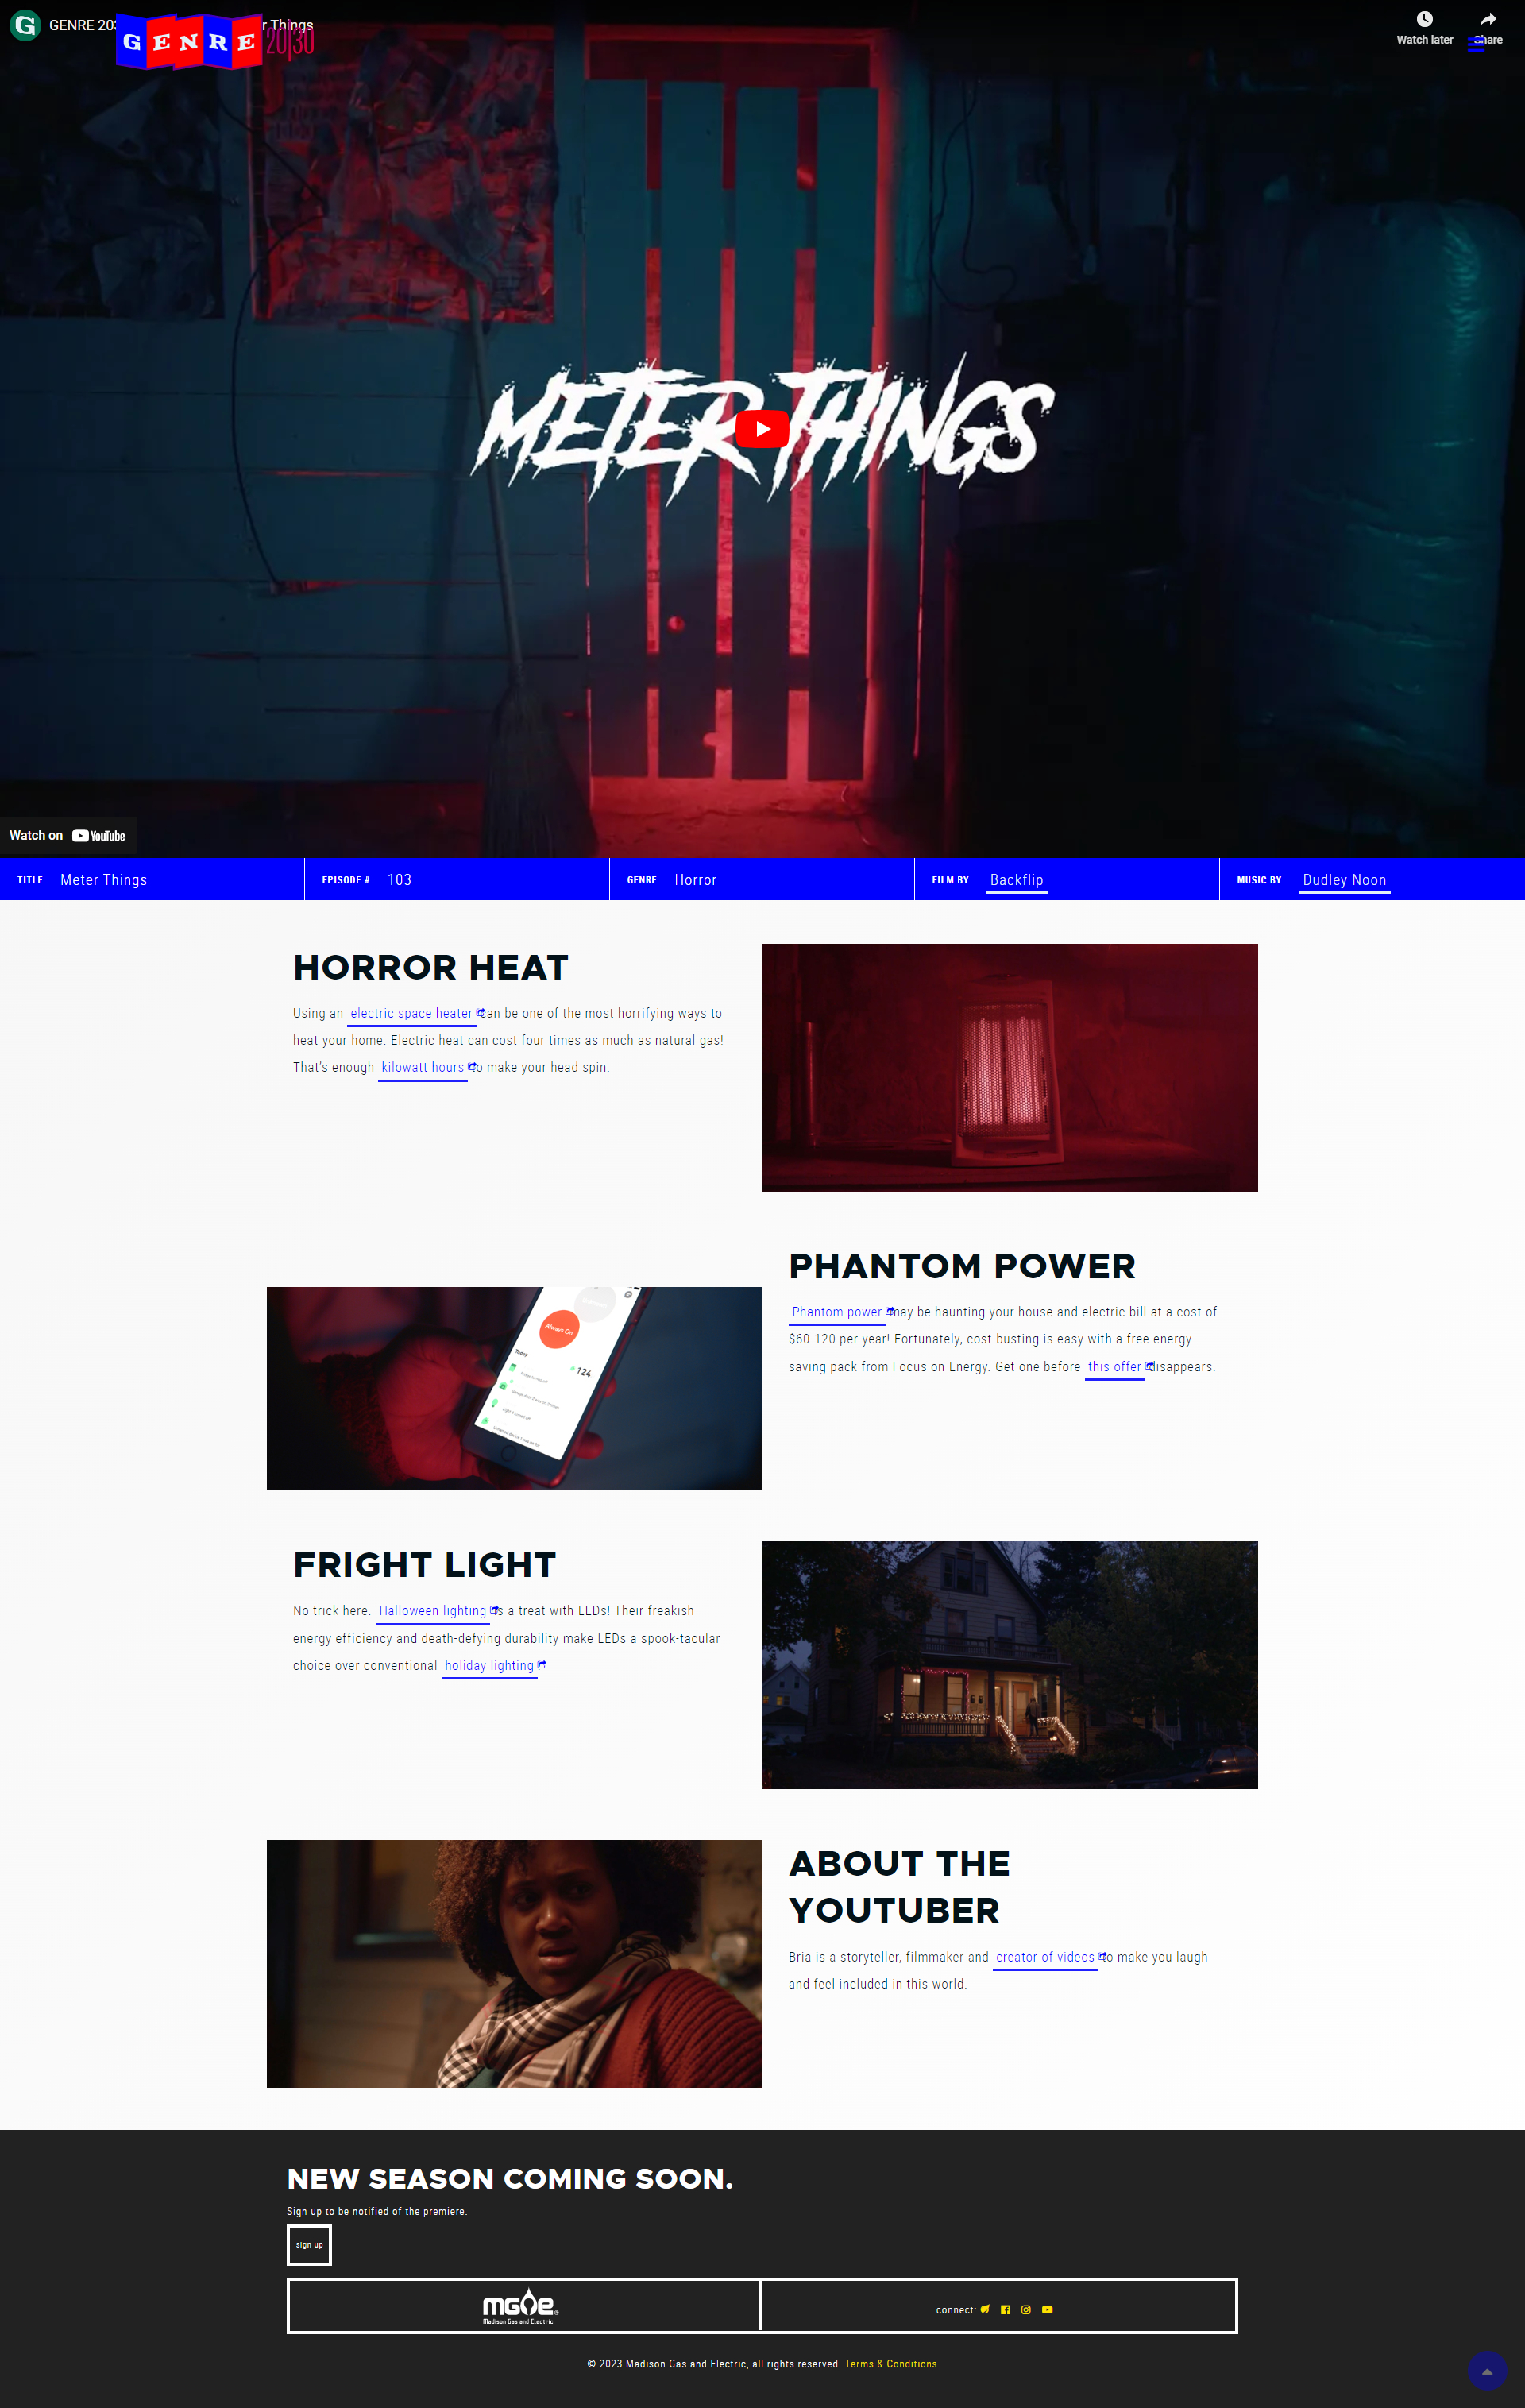 GENRE 203
r Things
GENRE
20|30
Watch later
Share
METER THINGS
Watch on YouTube
TITLE: Meter Things
EPISODE #: 103
GENRE: Horror
FILM BY: Backflip
MUSIC BY: Dudley Noon
HORROR HEAT
Using an electric space heater can be one of the most horrifying ways to
heat your home. Electric heat can cost four times as much as natural gas!
That's enough kilowatt hours to make your head spin.
PHANTOM POWER
Phantom power may be haunting your house and electric bill at a cost of
$60-120 per year! Fortunately, cost-busting is easy with a free energy
saving pack from Focus on Energy. Get one before this offer disappears.
Always On
Today
124
FRIGHT LIGHT
No trick here. Halloween lighting is a treat with LEDs! Their freakish
energy efficiency and death-defying durability make LEDs a spook-tacular
choice over conventional holiday lighting
ABOUT THE
YOUTUBER
Bria is a storyteller, filmmaker and creator of videos to make you laugh
and feel included in this world.
NEW SEASON COMING SOON.
Sign up to be notified of the premiere.
sign up
mge®
Madison Gas and Electric
connect:
© 2023 Madison Gas and Electric, all rights reserved. Terms & Conditions